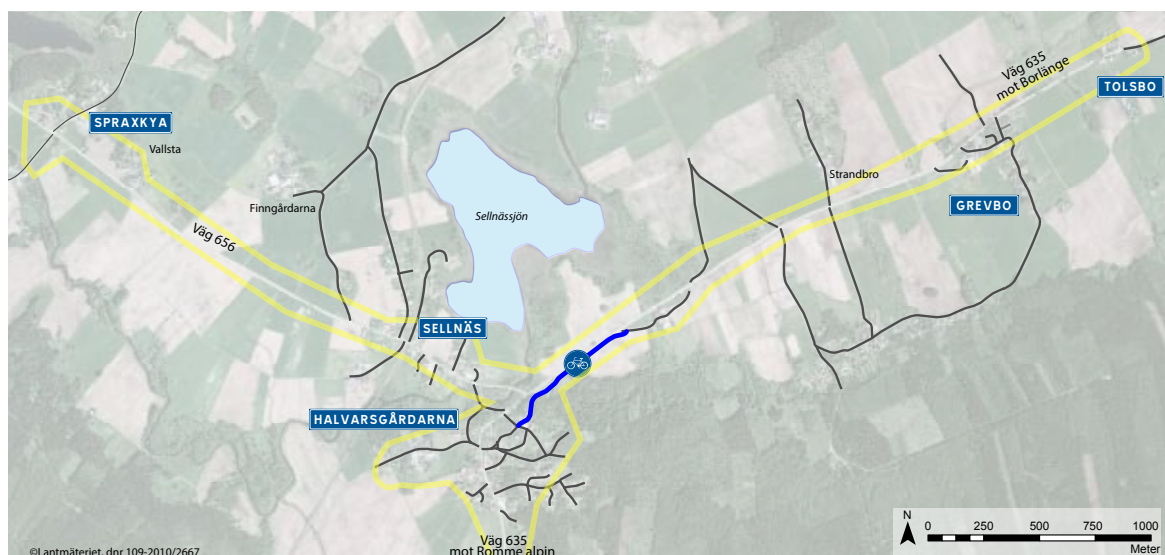 Väg 635
mot Borlänge
TOLSBO
SPRAXKYA
Vallsta
Strandbro
Finngårdarna
GREVBO
Sellnässjön
Väg 656
SELLNÄS
HALVARSGÅRDARNA
N
0 250 500 750 1000
Meter
Väg 635
mot Romme alpin
©Lantmäteriet, dnr 109-2010/2667